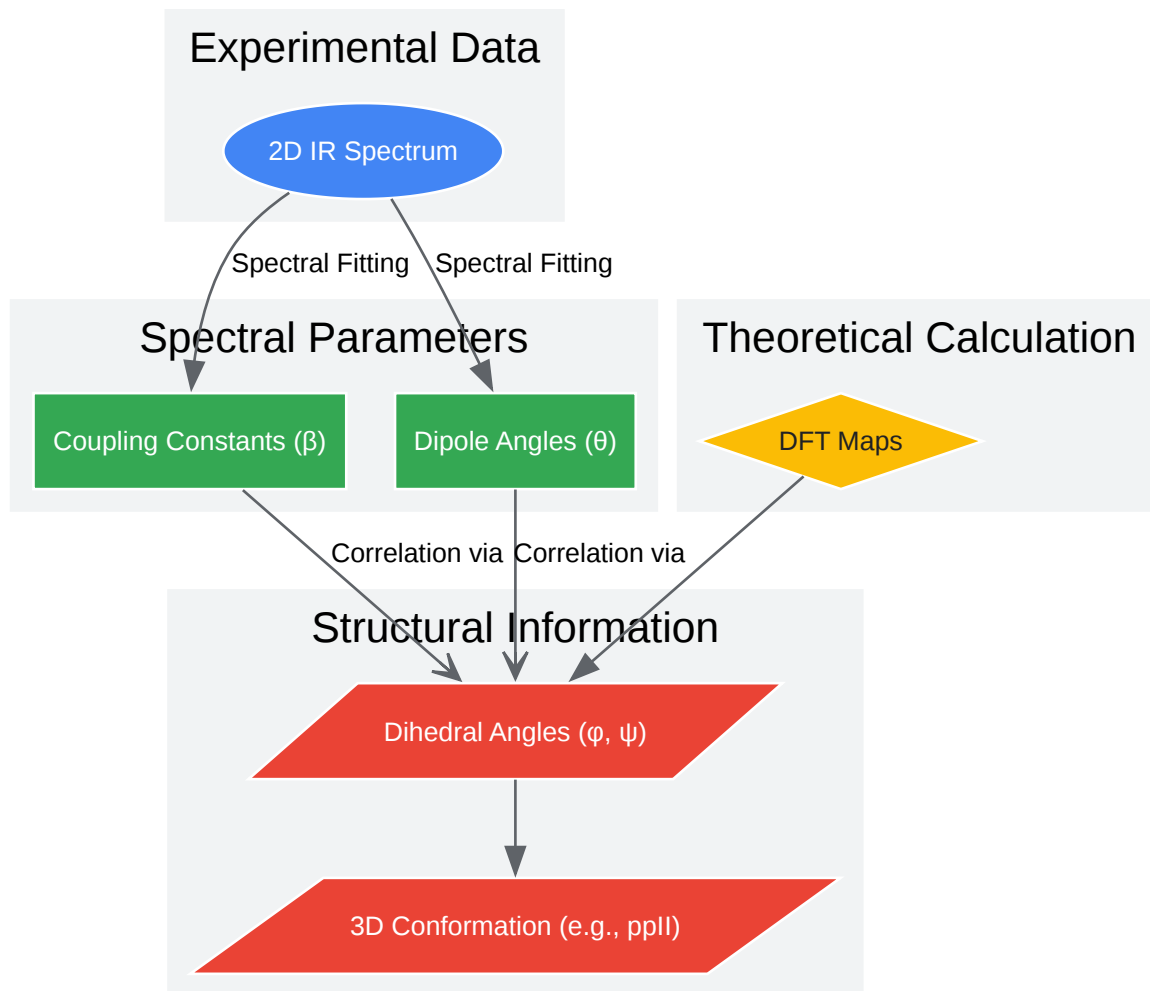 Experimental Data
2D IR Spectrum
Spectral Fitting
Spectral Fitting
Spectral Parameters
Theoretical Calculation
Coupling Constants (β)
Dipole Angles (θ)
DFT Maps
Correlation via
Correlation via
Structural Information
Dihedral Angles (φ, ψ)
3D Conformation (e.g., ppII)